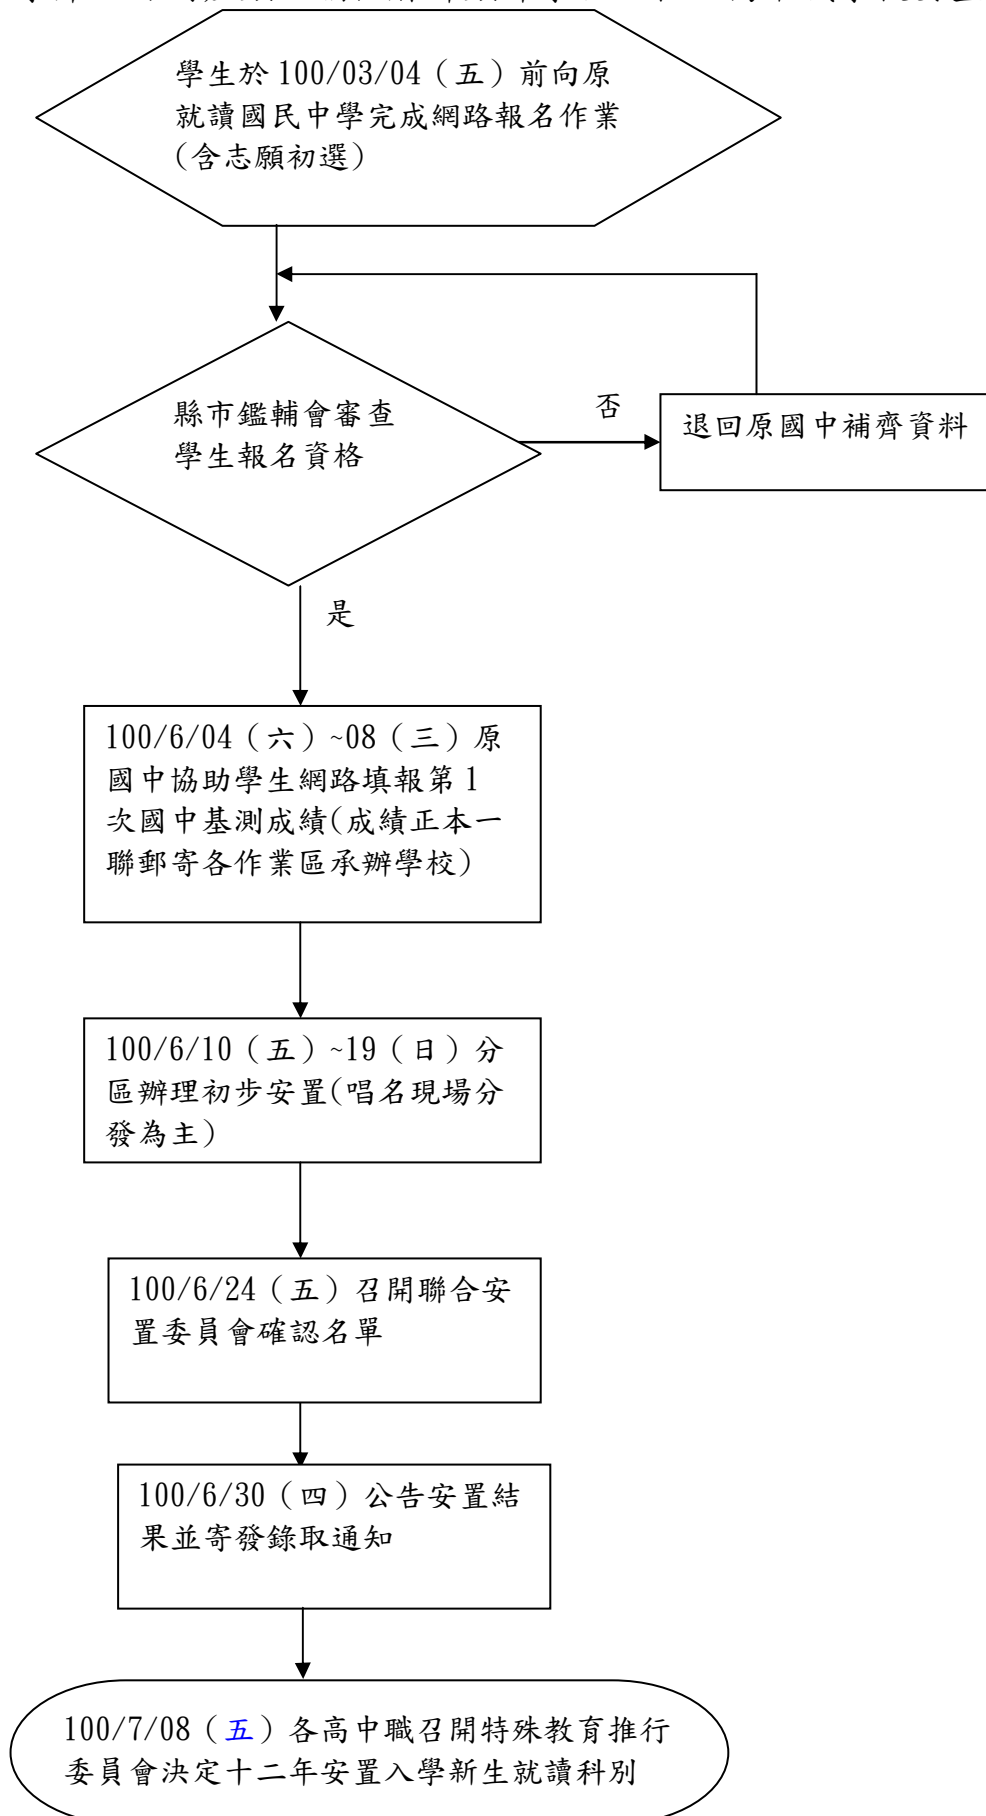 學生於 100/03/04（五）前向原
就讀國民中學完成網路報名作業
(含志願初選)
縣市鑑輔會審查
學生報名資格
否
退回原國中補齊資料
是
100/6/04（六）~08（三）原
國中協助學生網路填報第 1
次國中基測成績(成績正本一
聯郵寄各作業區承辦學校)
100/6/10（五）~19（日）分
區辦理初步安置(唱名現場分
發為主)
100/6/24（五）召開聯合安
置委員會確認名單
100/6/30（四）公告安置結
果並寄發錄取通知
100/7/08（五）各高中職召開特殊教育推行
委員會決定十二年安置入學新生就讀科別